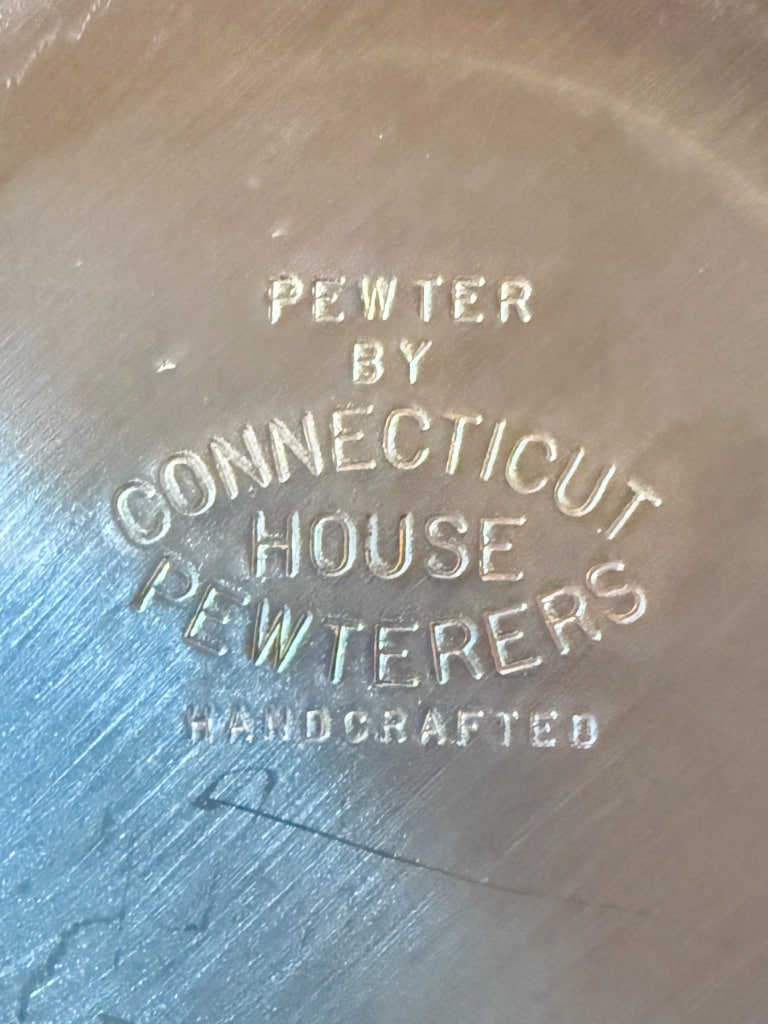 PEWTER
BY
CONNECTICUT
HOUSE
PEWTERERS
HANDCRAFTED